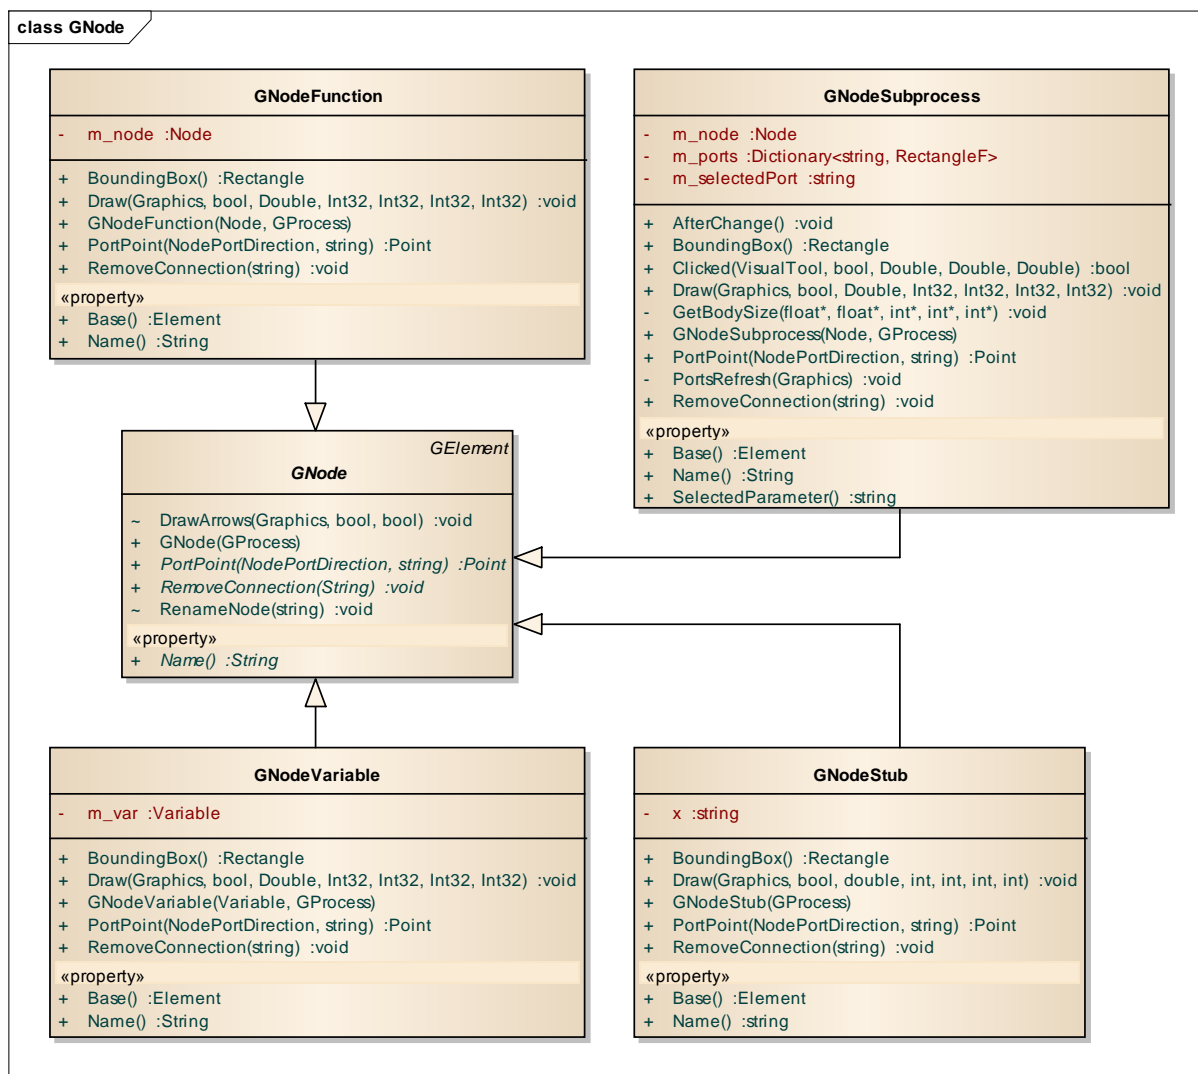 class GNode
GNodeFunction
- m_node :Node
+ BoundingBox() :Rectangle
+ Draw(Graphics, bool, Double, Int32, Int32, Int32, Int32) :void
+ GNodeFunction(Node, GProcess)
+ PortPoint(NodePortDirection, string) :Point
+ RemoveConnection(string) :void
«property»
+ Base() :Element
+ Name() :String
GNodeSubprocess
- m_node :Node
- m_ports :Dictionary<string, RectangleF>
- m_selectedPort :string
+ AfterChange() :void
+ BoundingBox() :Rectangle
+ Clicked(VisualTool, bool, Double, Double, Double) :bool
+ Draw(Graphics, bool, Double, Int32, Int32, Int32, Int32) :void
- GetBodySize(float*, float*, int*, int*, int*) :void
+ GNodeSubprocess(Node, GProcess)
+ PortPoint(NodePortDirection, string) :Point
- PortsRefresh(Graphics) :void
+ RemoveConnection(string) :void
«property»
+ Base() :Element
+ Name() :String
+ SelectedParameter() :string
GElement
GNode
~ DrawArrows(Graphics, bool, bool) :void
+ GNode(GProcess)
+ PortPoint(NodePortDirection, string) :Point
+ RemoveConnection(String) :void
~ RenameNode(string) :void
«property»
+ Name() :String
GNodeVariable
- m_var :Variable
+ BoundingBox() :Rectangle
+ Draw(Graphics, bool, Double, Int32, Int32, Int32, Int32) :void
+ GNodeVariable(Variable, GProcess)
+ PortPoint(NodePortDirection, string) :Point
+ RemoveConnection(string) :void
«property»
+ Base() :Element
+ Name() :String
GNodeStub
- x :string
+ BoundingBox() :Rectangle
+ Draw(Graphics, bool, double, int, int, int, int) :void
+ GNodeStub(GProcess)
+ PortPoint(NodePortDirection, string) :Point
+ RemoveConnection(string) :void
«property»
+ Base() :Element
+ Name() :string